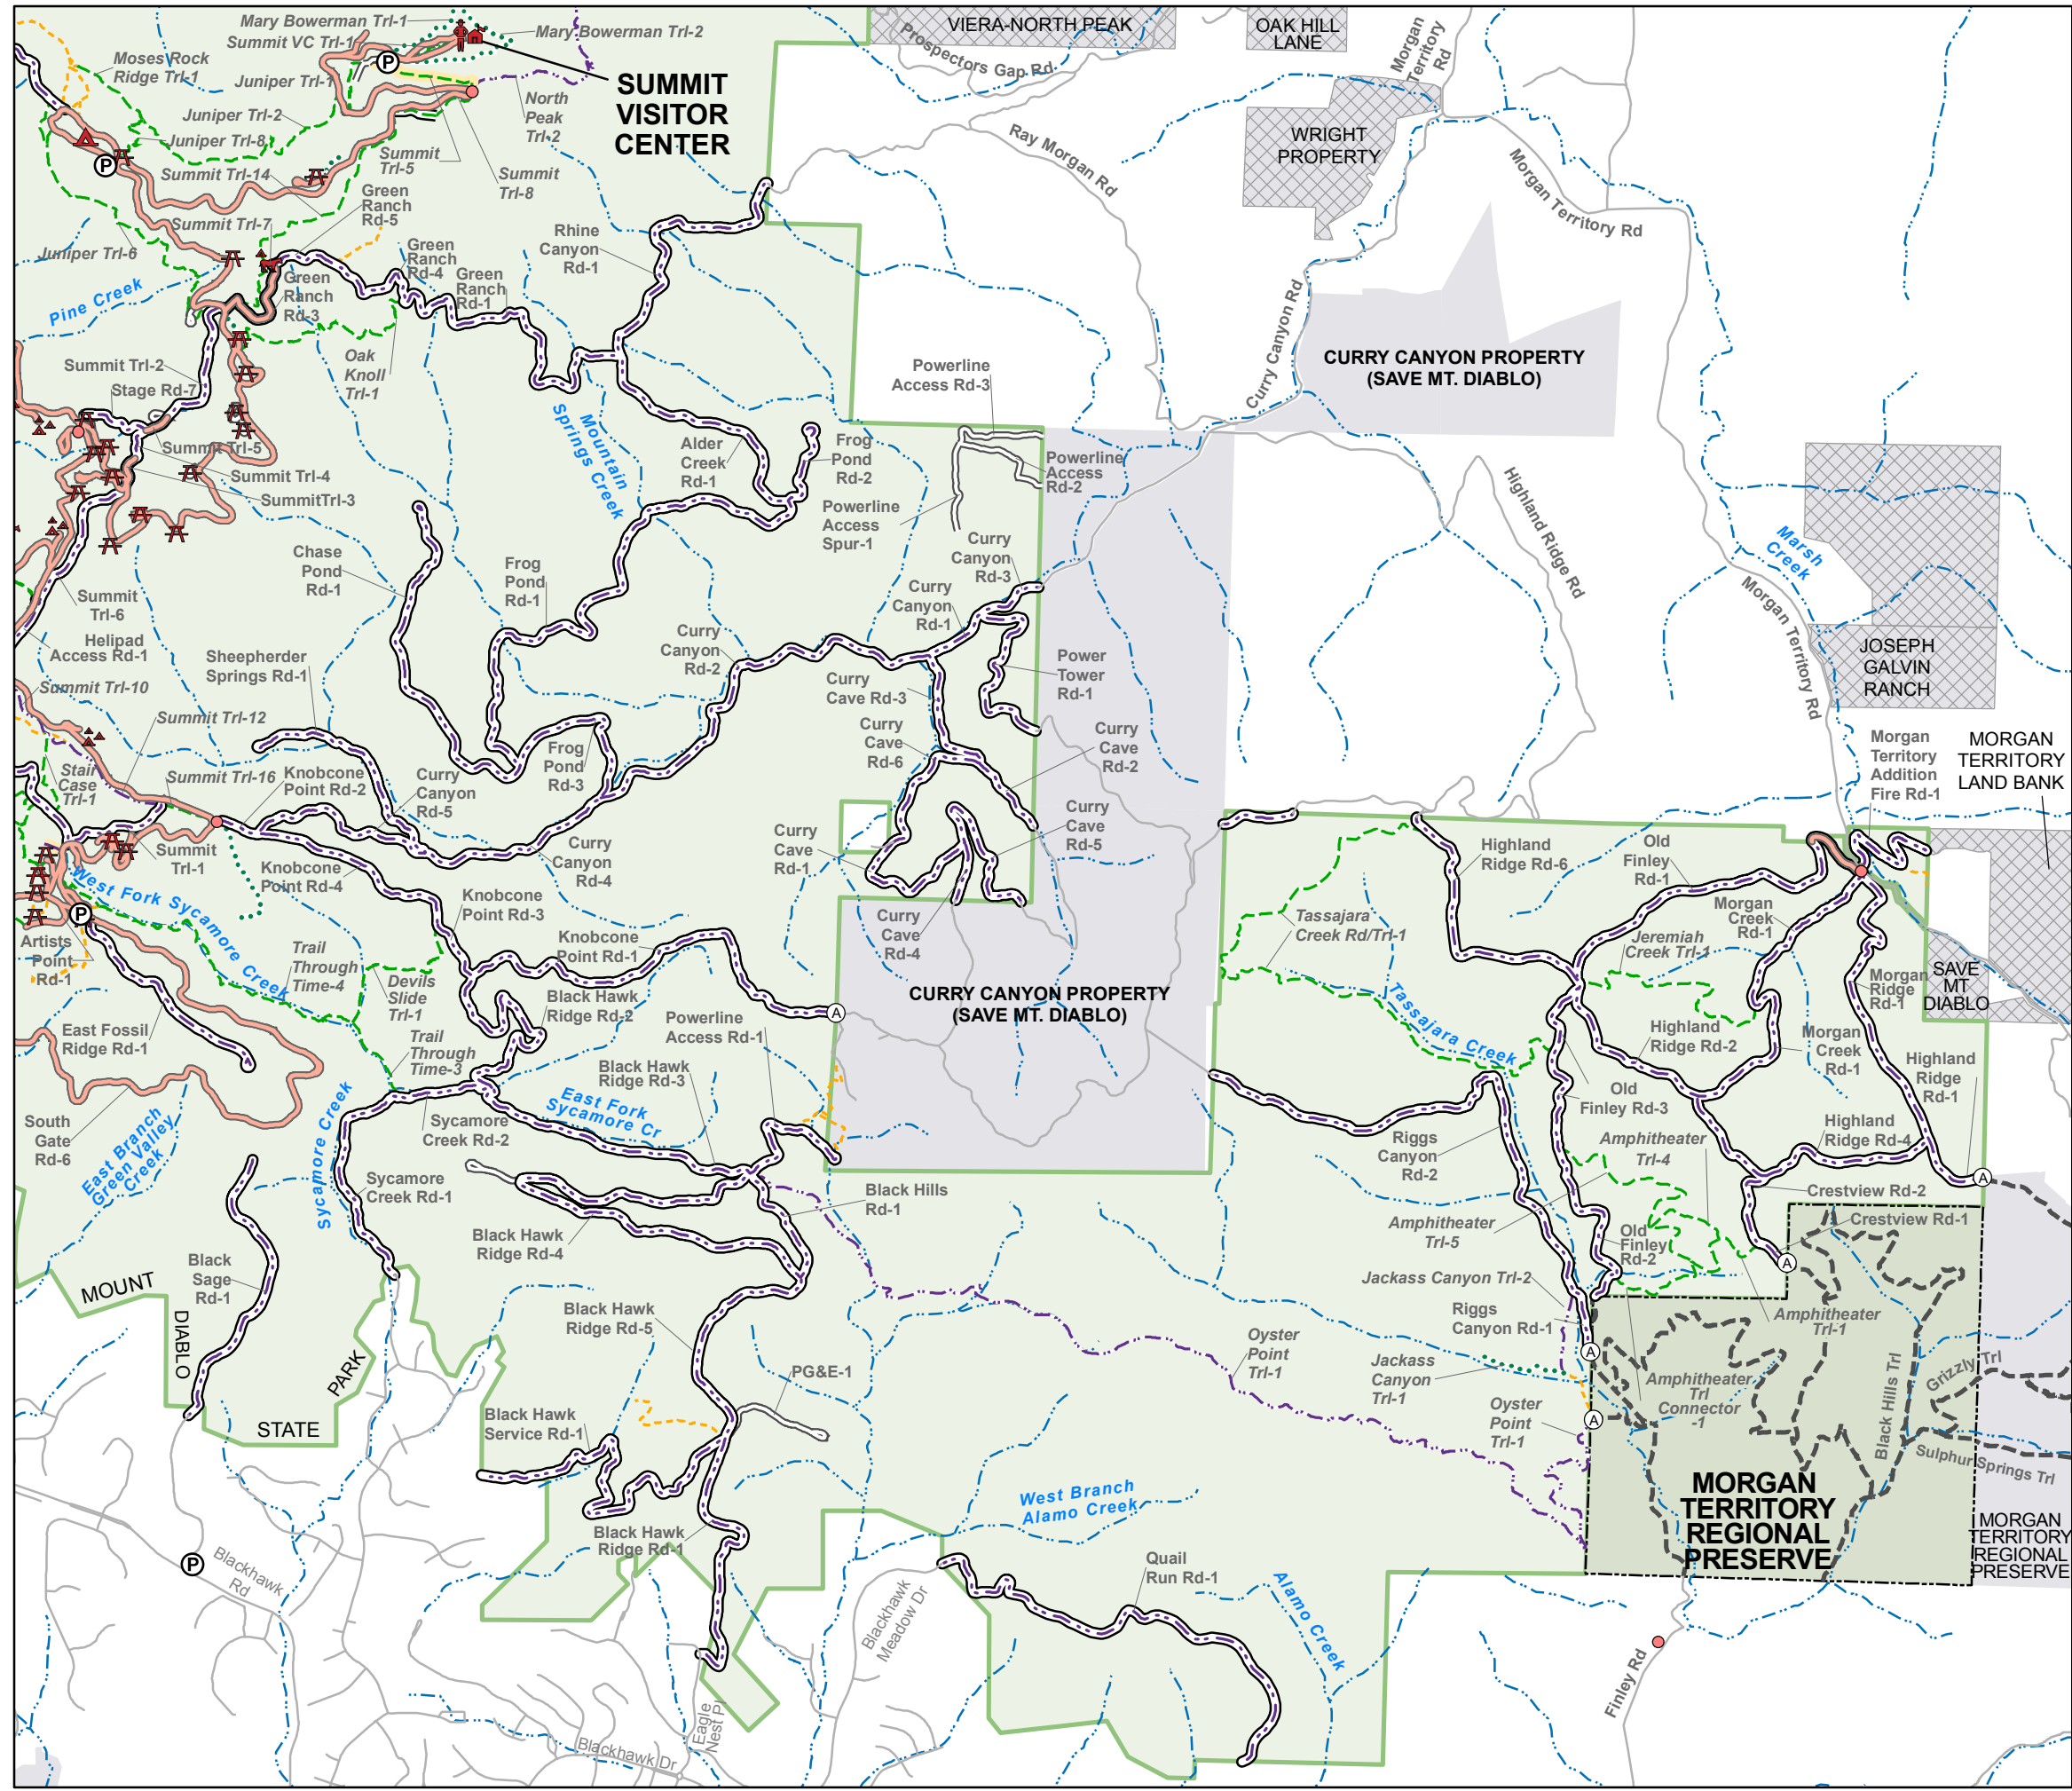 Mary Bowerman Trl-1
Summit VC Trl-1
Mary Bowerman Trl-2
Moses Rock
Ridge Trl-1
Juniper Trl-1
SUMMIT
VISITOR
CENTER
P
North
Peak
Trl-2
Juniper Trl-2
Juniper Trl-8
P
Summit
Trl-5
Summit
Trl-8
Summit Trl-14
Green
Ranch
Rd-5
Summit Trl-7
Juniper Trl-6
Green
Ranch
Rd-4
Green
Ranch
Rd-1
Green
Ranch
Rd-3
Rhine
Canyon
Rd-1
Pine Creek
Oak
Knoll
Trl-1
Summit Trl-2
Stage Rd-7
Summit Trl-5
Summit Trl-4
SummitTrl-3
Mountain
Springs Creek
Alder
Creek
Rd-1
Frog
Pond
Rd-2
Powerline
Access Rd-3
Powerline
Access
Rd-2
Powerline
Access
Spur-1
VIERA-NORTH PEAK
OAK HILL
LANE
Morgan
Territory
Rd
Prospectors Gap Rd
Ray Morgan Rd
WRIGHT
PROPERTY
Morgan Territory Rd
Curry Canyon Rd
CURRY CANYON PROPERTY
(SAVE MT. DIABLO)
Highland Ridge Rd
Marsh
Creek
Morgan Territory Rd
JOSEPH
GALVIN
RANCH
Chase
Pond
Rd-1
Frog
Pond
Rd-1
Curry
Canyon
Rd-3
Curry
Canyon
Rd-1
Summit
Trl-6
Helipad
Access Rd-1
Summit Trl-10
Sheepherder
Springs Rd-1
Curry
Canyon
Rd-2
Curry
Cave Rd-3
Power
Tower
Rd-1
Summit Trl-12
Curry
Cave
Rd-6
Curry
Cave
Rd-2
Stair
Case
Trl-1
Summit Trl-16
Knobcone
Point Rd-2
Curry
Canyon
Rd-5
Frog
Pond
Rd-3
Curry
Cave
Rd-5
Summit
Trl-1
Curry
Canyon
Rd-4
Curry
Cave
Rd-1
Knobcone
Point Rd-4
Knobcone
Point Rd-3
Curry
Cave
Rd-4
Morgan
Territory
Addition
Fire Rd-1
MORGAN
TERRITORY
LAND BANK
Highland
Ridge Rd-6
Old
Finley
Rd-1
West Fork Sycamore Creek
P
Artists
Point
Rd-1
Trail
Through
Time-4
Devils
Slide
Trl-1
Knobcone
Point Rd-1
Black Hawk
Ridge Rd-2
Powerline
Access Rd-1
A
CURRY CANYON PROPERTY
(SAVE MT. DIABLO)
Tassajara
Creek Rd/Trl-1
Tassajara Creek
Morgan
Creek
Rd-1
Jeremiah
Creek Trl-1
Morgan
Ridge
Rd-1
SAVE
MT
DIABLO
Highland
Ridge Rd-2
Morgan
Creek
Rd-1
Highland
Ridge
Rd-1
East Fossil
Ridge Rd-1
Trail
Through
Time-3
Black Hawk
Ridge Rd-3
East Fork
Sycamore Cr
Old
Finley Rd-3
South
Gate
Rd-6
East Branch
Green Valley
Creek
Sycamore Creek
Sycamore
Creek Rd-2
Sycamore
Creek Rd-1
Riggs
Canyon
Rd-2
Amphitheater
Trl-4
Highland
Ridge Rd-4
A
Crestview Rd-2
Crestview Rd-1
Black Hills
Rd-1
Black Hawk
Ridge Rd-4
Amphitheater
Trl-5
Old
Finley
Rd-2
A
Black
Sage
Rd-1
MOUNT
DIABLO
STATE
PARK
Jackass Canyon Trl-2
Riggs
Canyon Rd-1
Amphitheater
Trl-1
A
Black Hawk
Ridge Rd-5
Oyster
Point
Trl-1
Jackass
Canyon
Trl-1
Amphitheater
Trl
Connector
-1
Grizzly Trl
Black Hills Trl
PG&E-1
Oyster
Point
Trl-1
A
Sulphur Springs Trl
Black Hawk
Service Rd-1
MORGAN
TERRITORY
REGIONAL
PRESERVE
MORGAN
TERRITORY
REGIONAL
PRESERVE
West Branch
Alamo Creek
Black Hawk
Ridge Rd-1
P
Blackhawk
Rd
Quail
Run Rd-1
Alamo Creek
Blackhawk
Meadow Dr
Finley Rd
Eagle
Nest Pl
Blackhawk Dr